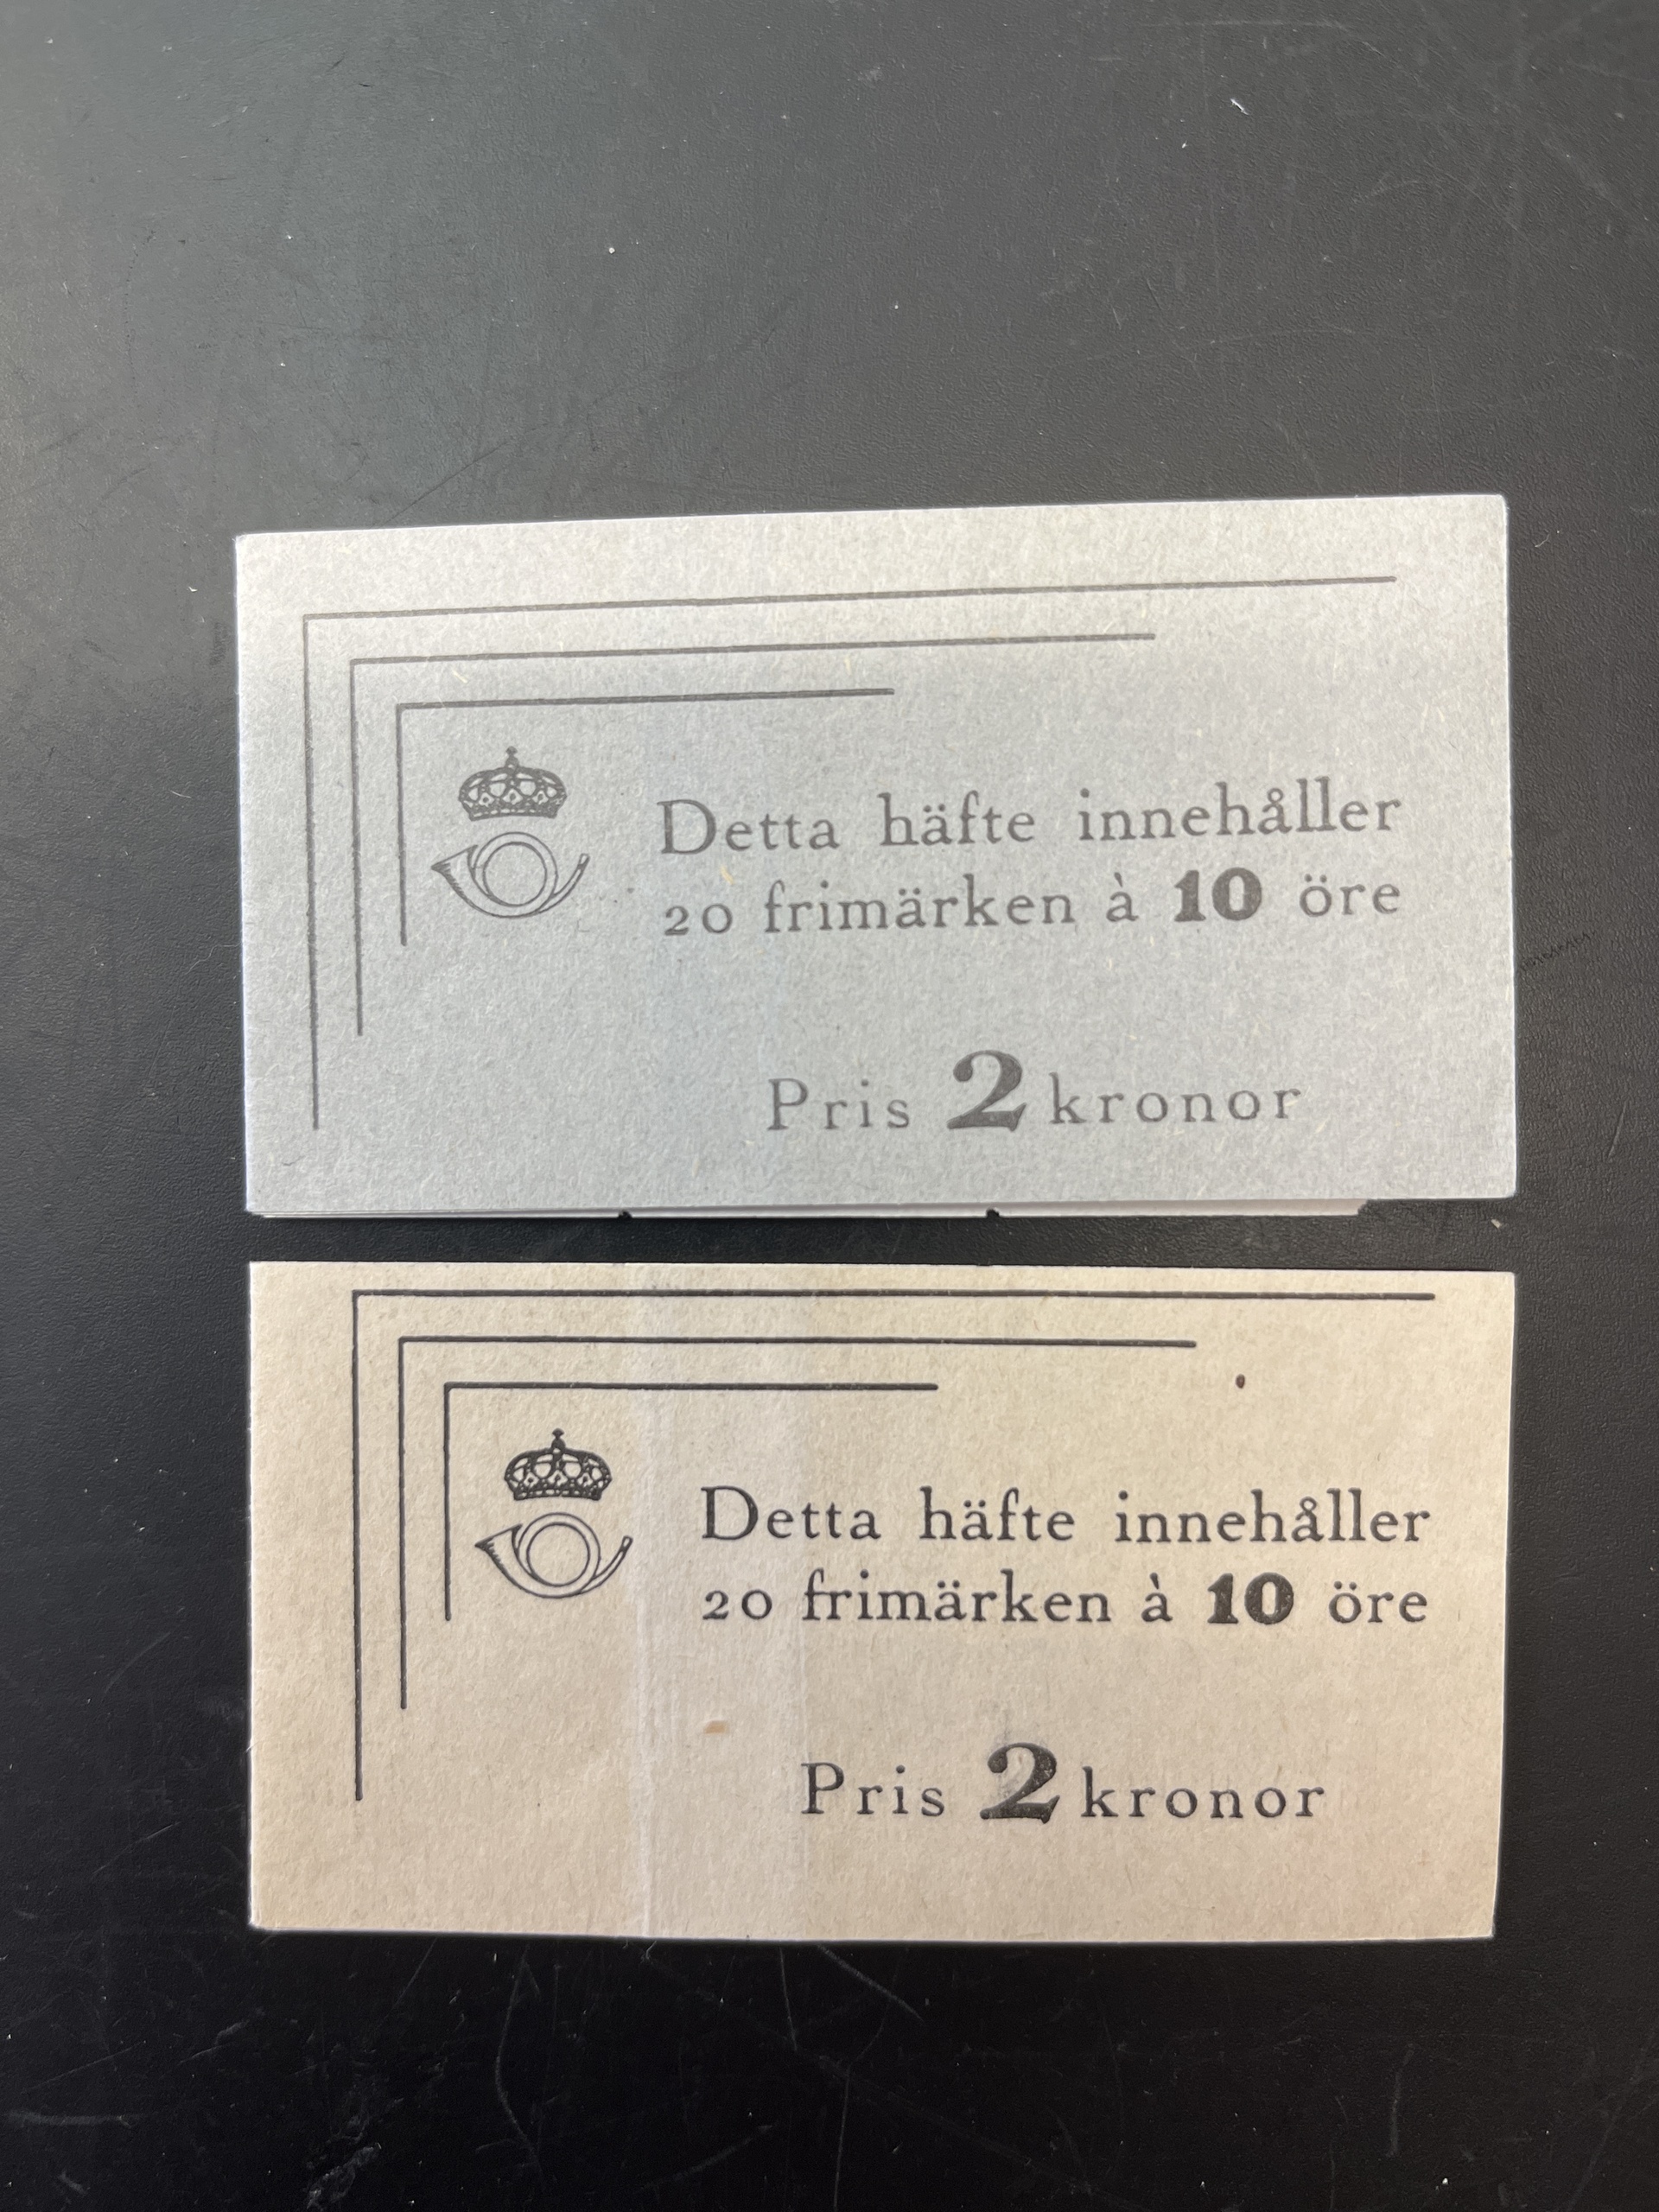 Detta häfte innehåller
20 frimärken à 10 öre
Pris 2 kronor
Detta häfte innehåller
20 frimärken à 10 öre
Pris 2 kronor